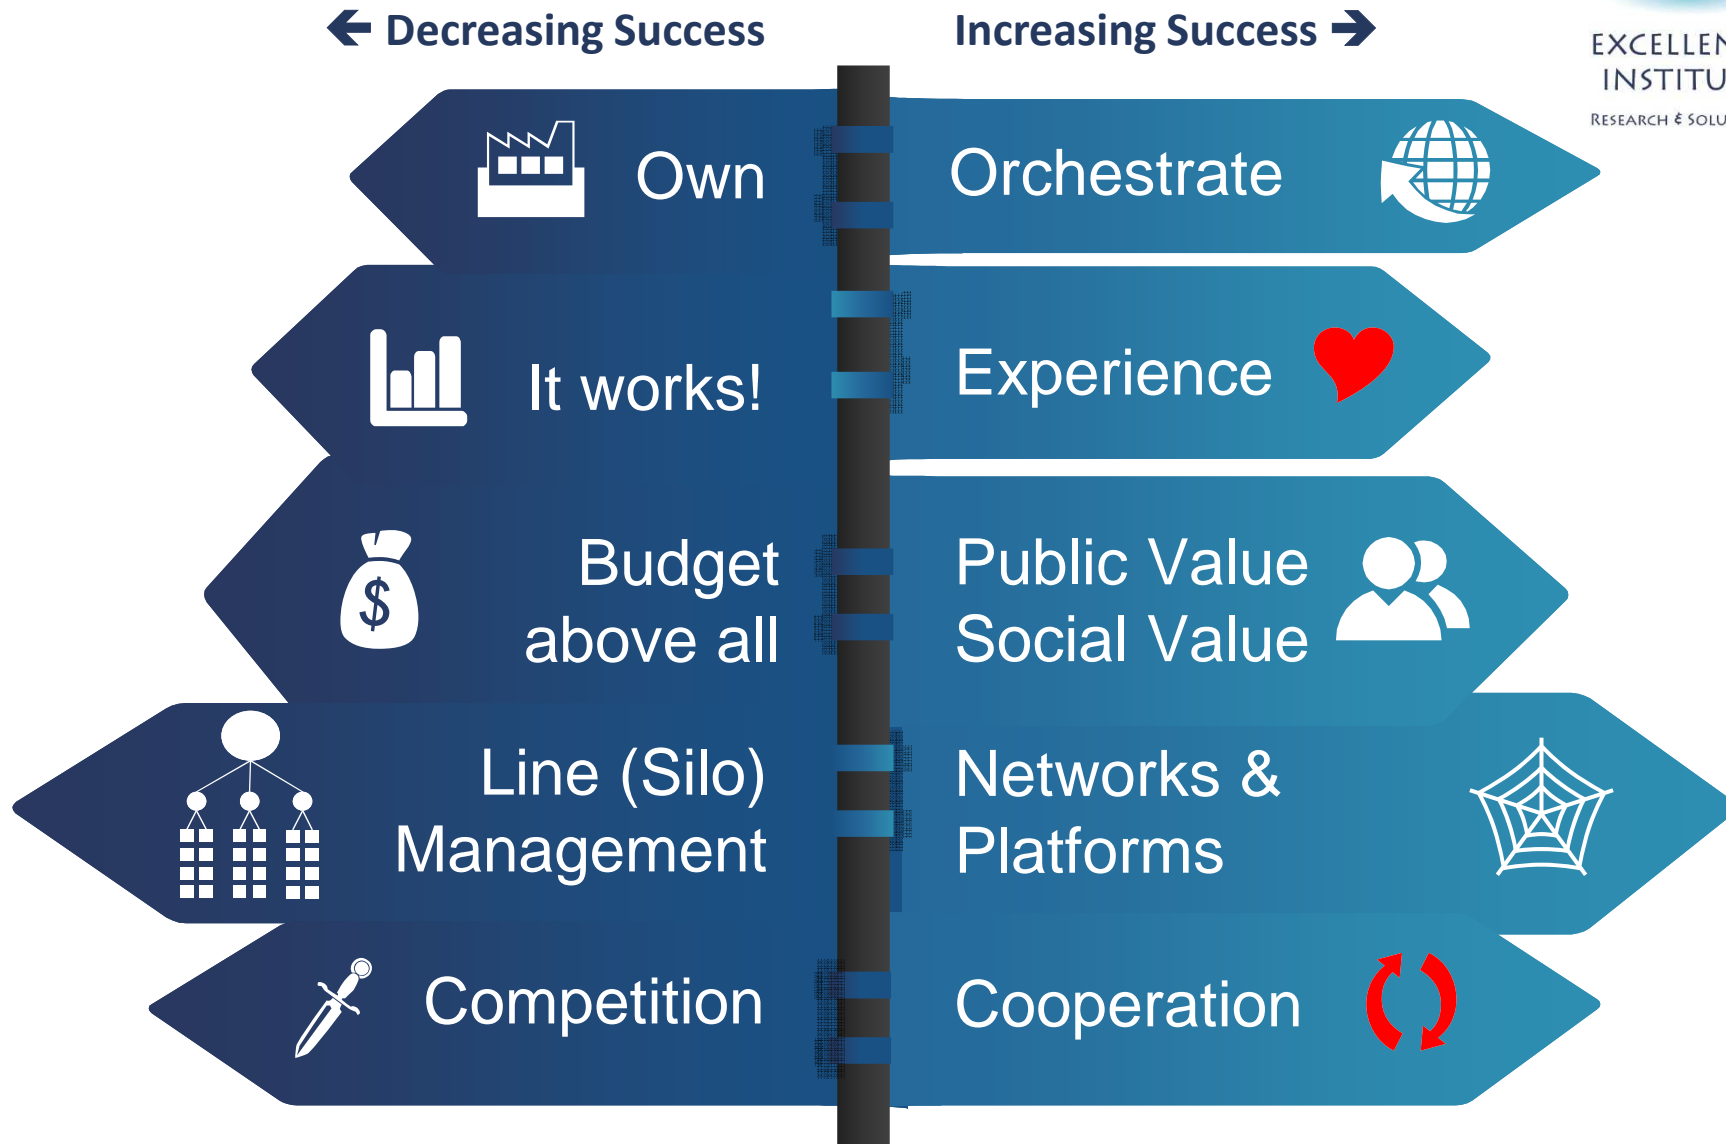 🡸 Decreasing Success
Increasing Success 🡺
EXCELLEN
INSTITU
RESEARCH & SOLU
Own
Orchestrate
It works!
Experience
$
Budget
above all
Public Value
Social Value
Line (Silo)
Management
Networks &
Platforms
Competition
Cooperation